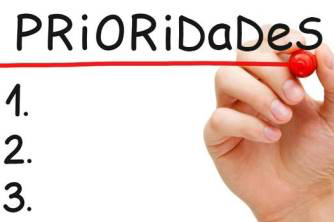 PRiORiDaDeS
1.
2.
3.